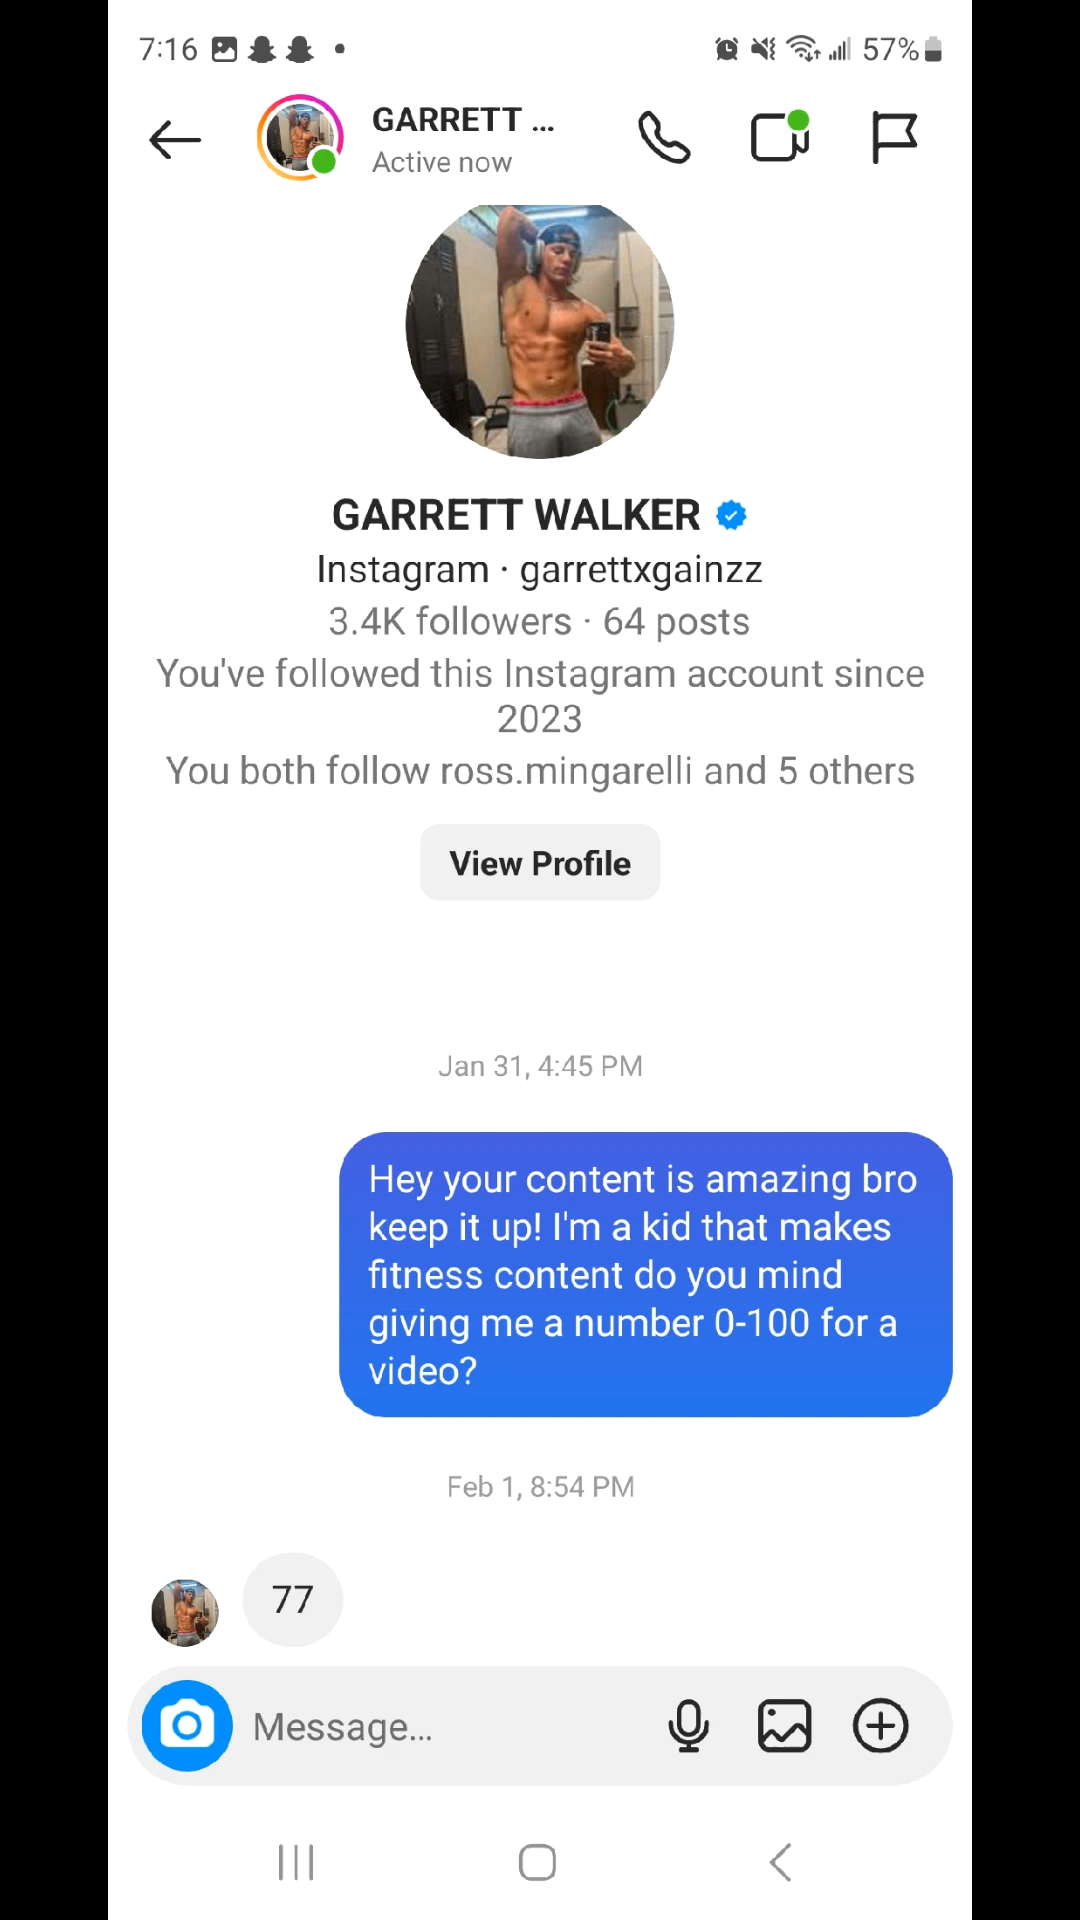 7:16
57%
GARRETT ...
Active now
GARRETT WALKER
Instagram · garrettxgainzz
3.4K followers · 64 posts
You've followed this Instagram account since
2023
You both follow ross.mingarelli and 5 others
View Profile
Jan 31, 4:45 PM
Hey your content is amazing bro
keep it up! I'm a kid that makes
fitness content do you mind
giving me a number 0-100 for a
video?
Feb 1, 8:54 PM
77
Message...